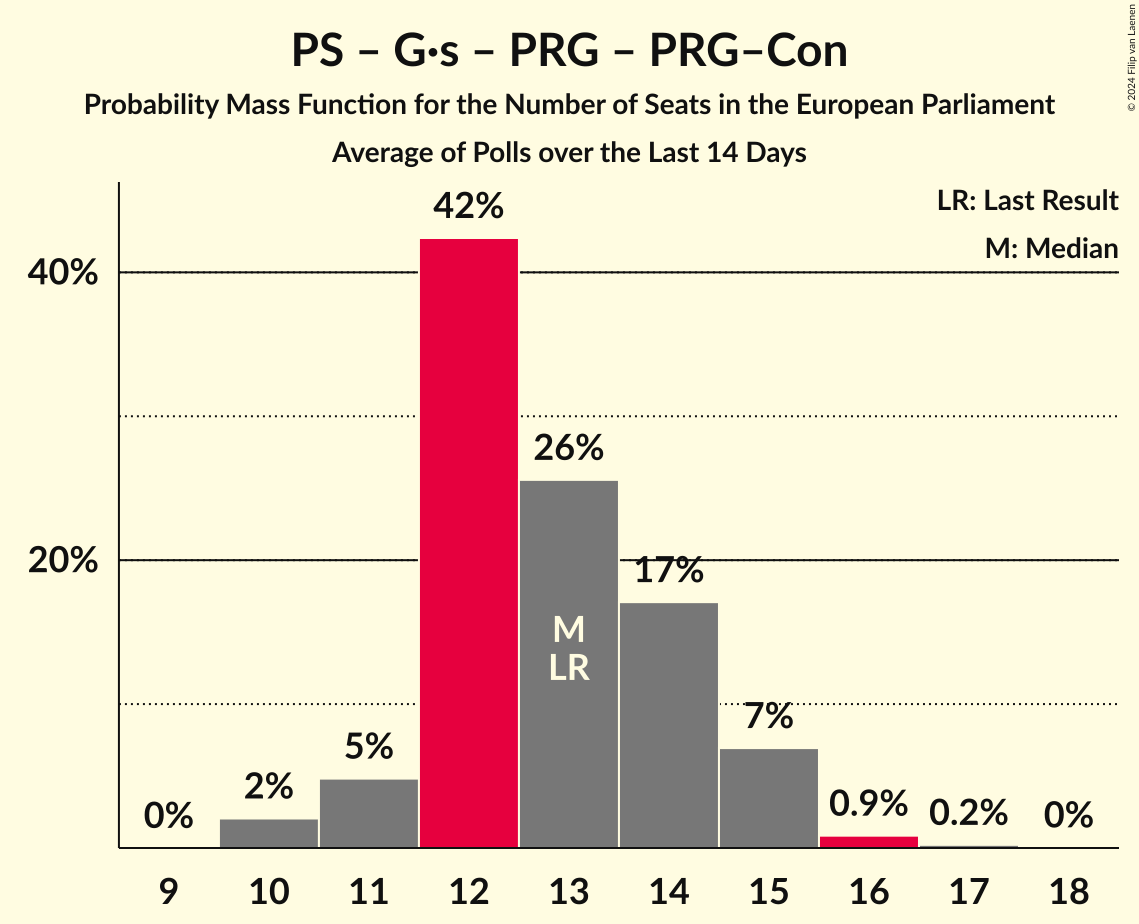 PS – G•s – PRG – PRG–Con
Probability Mass Function for the Number of Seats in the European Parliament
Average of Polls over the Last 14 Days
© 2024 Filip van Laenen
LR: Last Result
M: Median
40%
20%
0%
2%
5%
42%
26%
17%
7%
0.9%
0.2%
0%
M
LR
9 10 11 12 13 14 15 16 17 18